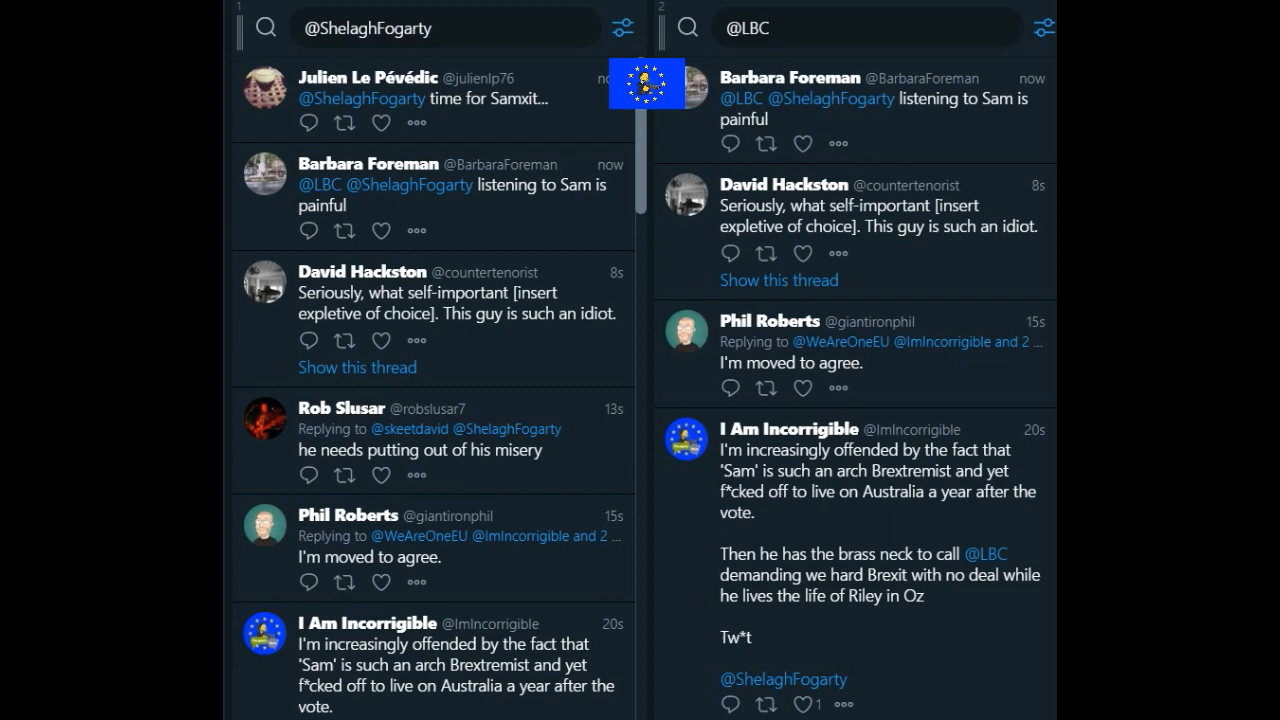 1
@ShelaghFogarty
Julien Le Pévédic @julienlp76
@ShelaghFogarty time for Samxit...
Barbara Foreman @BarbaraForeman now
@LBC @ShelaghFogarty listening to Sam is
painful
David Hackston @countertenorist 8s
Seriously, what self-important [insert
expletive of choice]. This guy is such an idiot.
Show this thread
Rob Slusar @robslusar7 13s
Replying to @skeetdavid @ShelaghFogarty
he needs putting out of his misery
Phil Roberts @giantironphil 15s
Replying to @WeAreOneEU @ImIncorrigible and 2 ...
I'm moved to agree.
I Am Incorrigible @ImIncorrigible 20s
I'm increasingly offended by the fact that
'Sam' is such an arch Brextremist and yet
f*cked off to live on Australia a year after the
vote.
2
@LBC
Barbara Foreman @BarbaraForeman now
@LBC @ShelaghFogarty listening to Sam is
painful
David Hackston @countertenorist 8s
Seriously, what self-important [insert
expletive of choice]. This guy is such an idiot.
Show this thread
Phil Roberts @giantironphil 15s
Replying to @WeAreOneEU @ImIncorrigible and 2 ...
I'm moved to agree.
I Am Incorrigible @ImIncorrigible 20s
I'm increasingly offended by the fact that
'Sam' is such an arch Brextremist and yet
f*cked off to live on Australia a year after the
vote.
Then he has the brass neck to call @LBC
demanding we hard Brexit with no deal while
he lives the life of Riley in Oz
Tw*t
@ShelaghFogarty
1